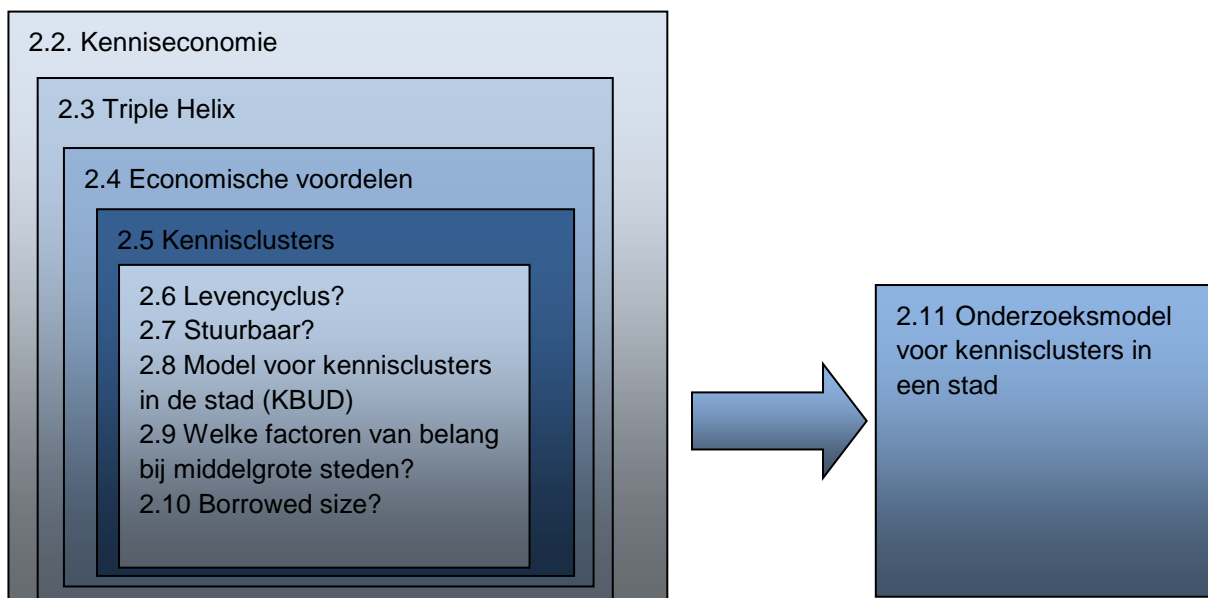 2.2. Kenniseconomie
2.3 Triple Helix
2.4 Economische voordelen
2.5 Kennisclusters
2.6 Levencyclus?
2.7 Stuurbaar?
2.8 Model voor kennisclusters
in de stad (KBUD)
2.9 Welke factoren van belang
bij middelgrote steden?
2.10 Borrowed size?
2.11 Onderzoeksmodel
voor kennisclusters in
een stad